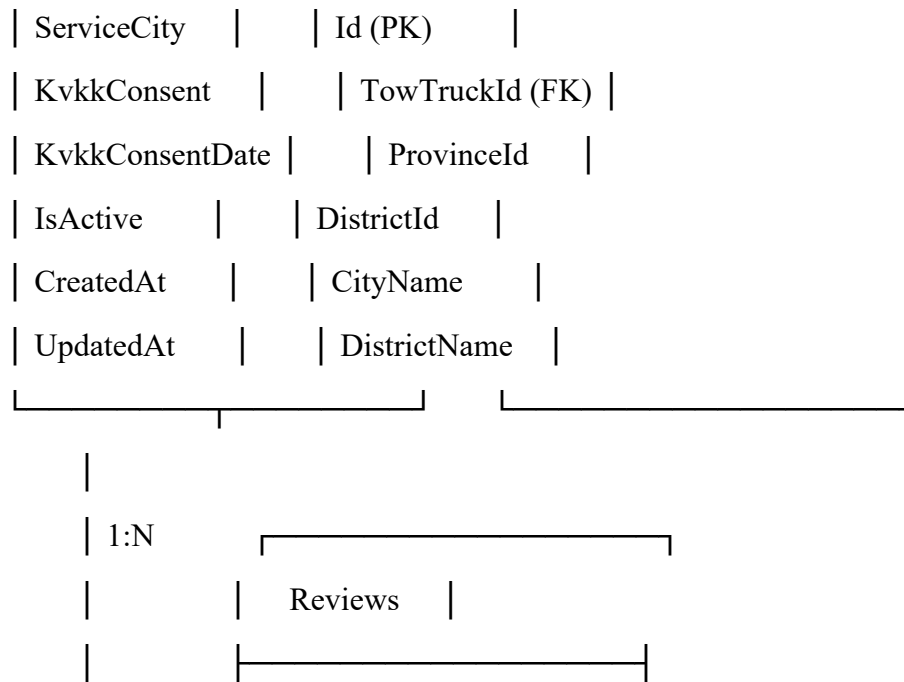 │ ServiceCity │ │ Id (PK) │
│ KvkkConsent │ │ TowTruckId (FK) │
│ KvkkConsentDate │ │ ProvinceId │
│ IsActive │ │ DistrictId │
│ CreatedAt │ │ CityName │
│ UpdatedAt │ │ DistrictName │
│ 1:N
│ │ Reviews │